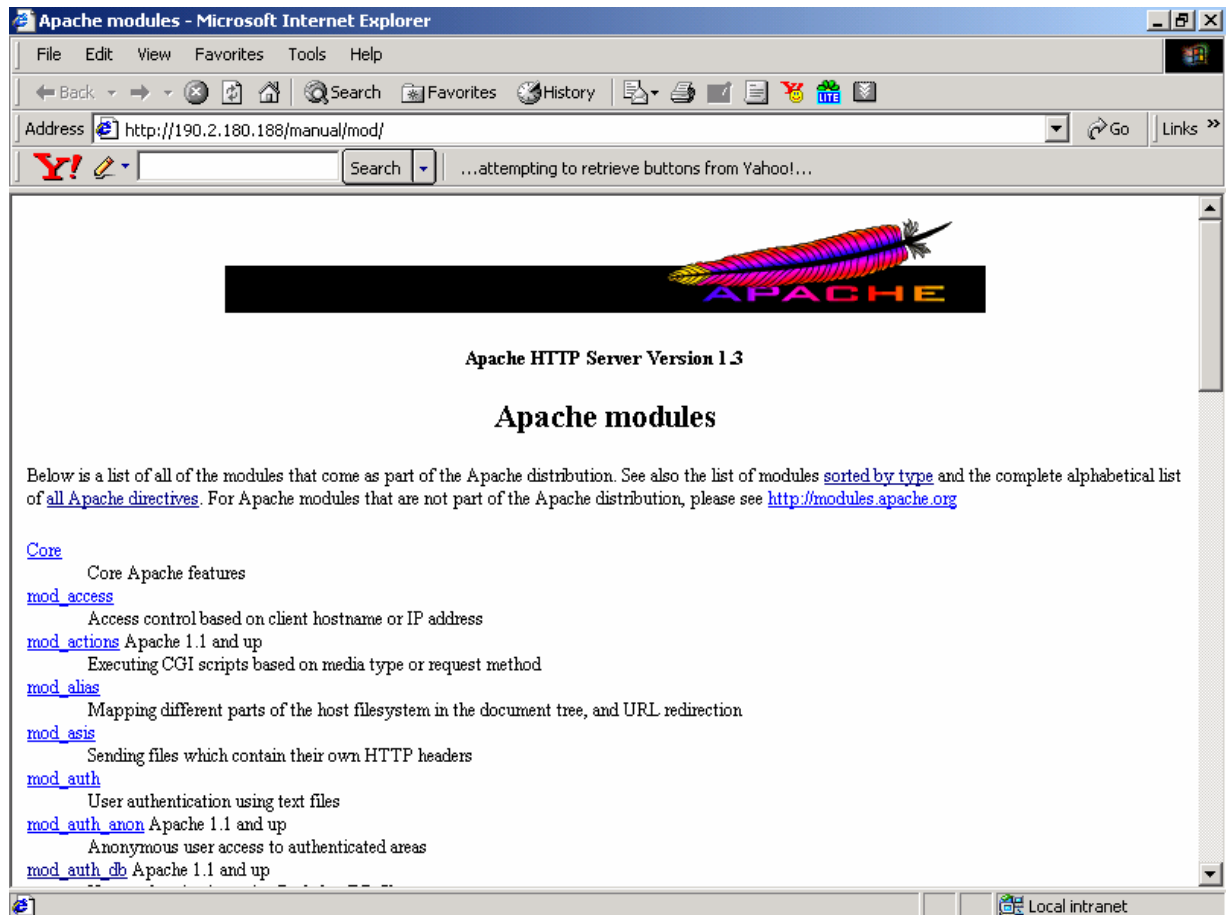 Apache modules - Microsoft Internet Explorer
File Edit View Favorites Tools Help
Back Search Favorites History LITE
Address http://190.2.180.188/manual/mod/ Go Links »
Y! Search ...attempting to retrieve buttons from Yahoo!...
APACHE
Apache HTTP Server Version 1.3
Apache modules
Below is a list of all of the modules that come as part of the Apache distribution. See also the list of modules sorted by type and the complete alphabetical list
of all Apache directives. For Apache modules that are not part of the Apache distribution, please see http://modules.apache.org
Core
Core Apache features
mod_access
Access control based on client hostname or IP address
mod_actions Apache 1.1 and up
Executing CGI scripts based on media type or request method
mod_alias
Mapping different parts of the host filesystem in the document tree, and URL redirection
mod_asis
Sending files which contain their own HTTP headers
mod_auth
User authentication using text files
mod_auth_anon Apache 1.1 and up
Anonymous user access to authenticated areas
mod_auth_db Apache 1.1 and up
Local intranet